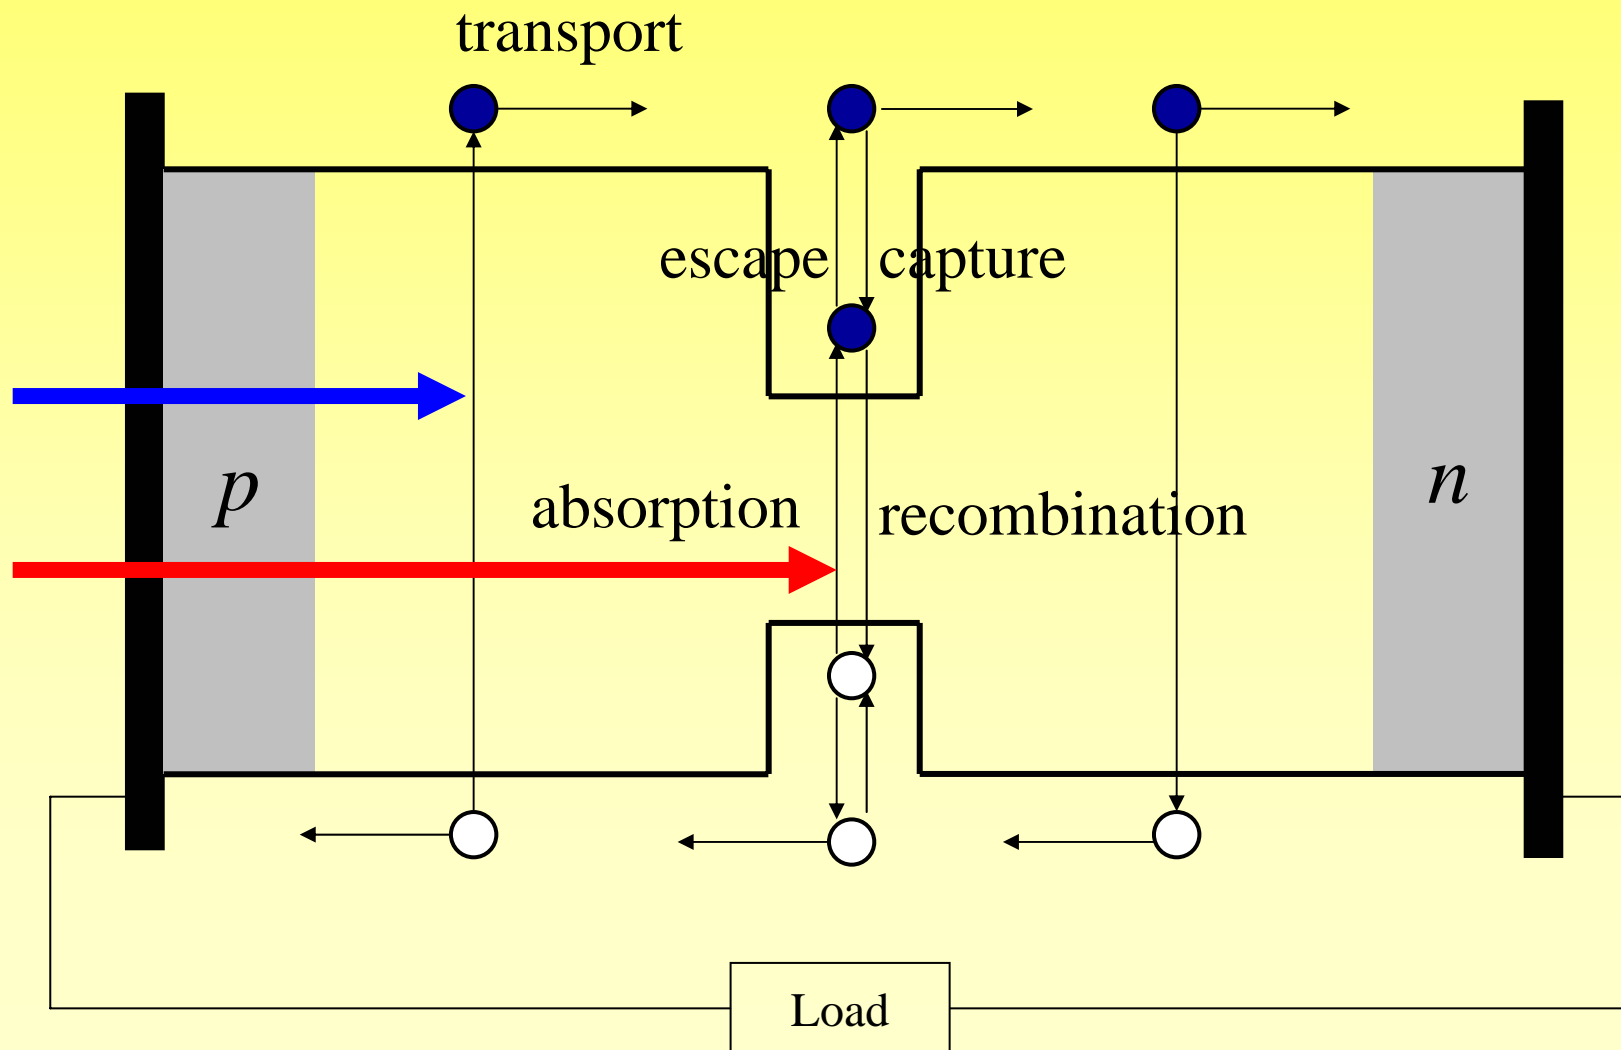 transport
escape capture
p
n
absorption recombination
Load